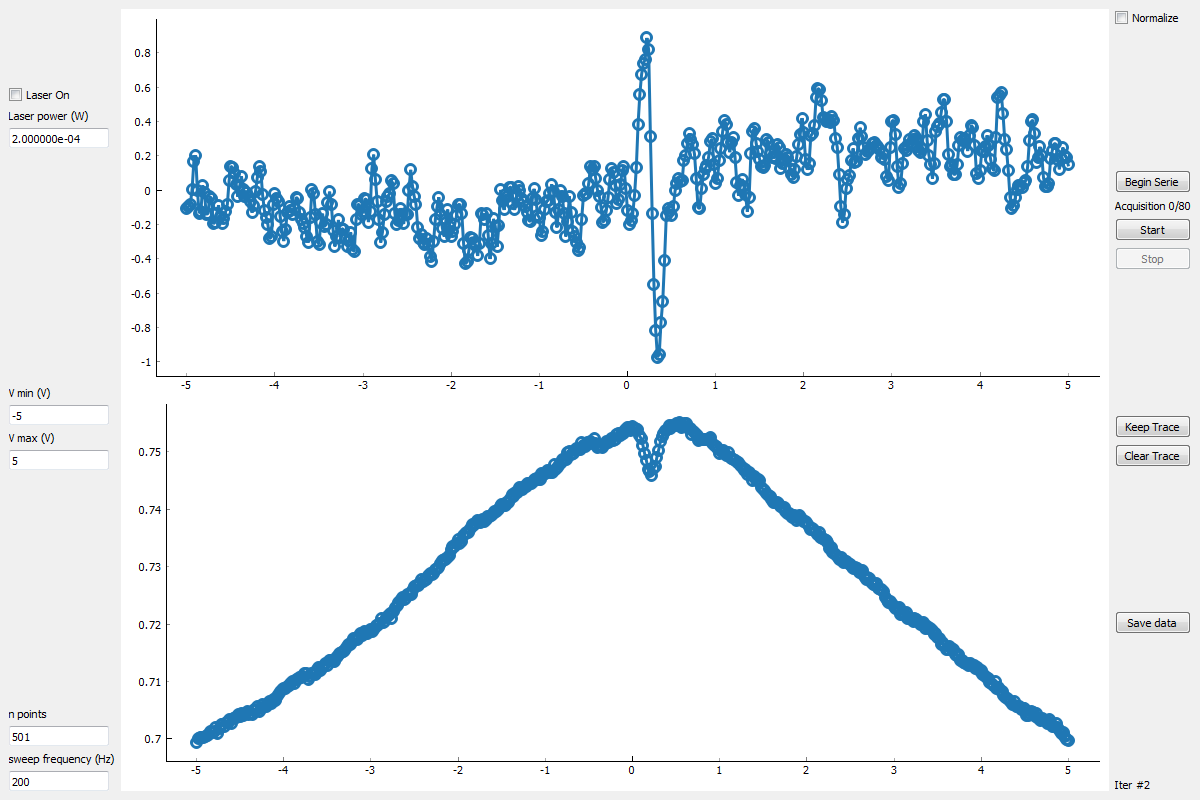 Laser On
Laser power (W)
2.000000e-04
V min (V)
-5
V max (V)
5
n points
501
sweep frequency (Hz)
200
0.8
0.6
0.4
0.2
0
-0.2
-0.4
-0.6
-0.8
-1
-5 -4 -3 -2 -1 0 1 2 3 4 5
0.75
0.74
0.73
0.72
0.71
0.7
-5 -4 -3 -2 -1 0 1 2 3 4 5
Normalize
Begin Serie
Acquisition 0/80
Start
Stop
Keep Trace
Clear Trace
Save data
Iter #2